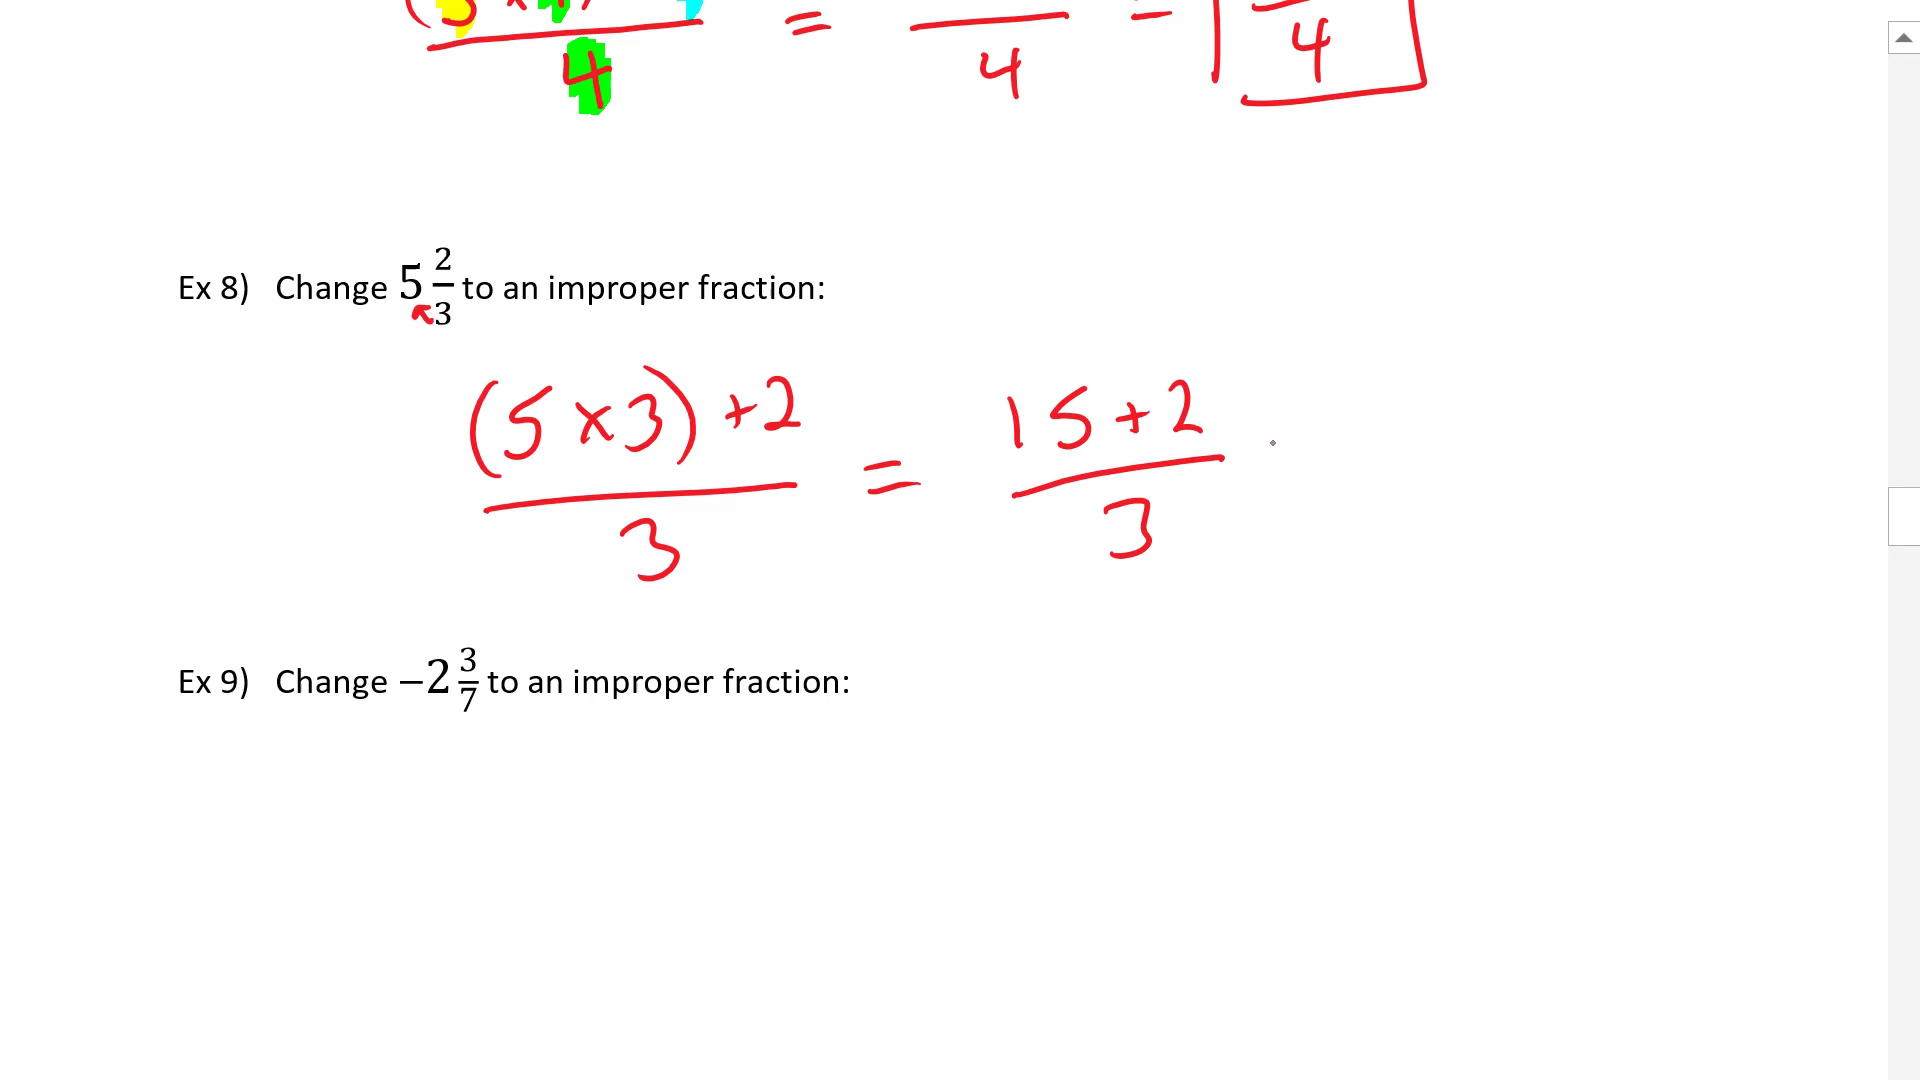 4 = 4 = 4
Ex 8) Change 5 2/3 to an improper fraction:
(5 × 3) + 2 / 3 = 15 + 2 / 3
Ex 9) Change −2 3/7 to an improper fraction: